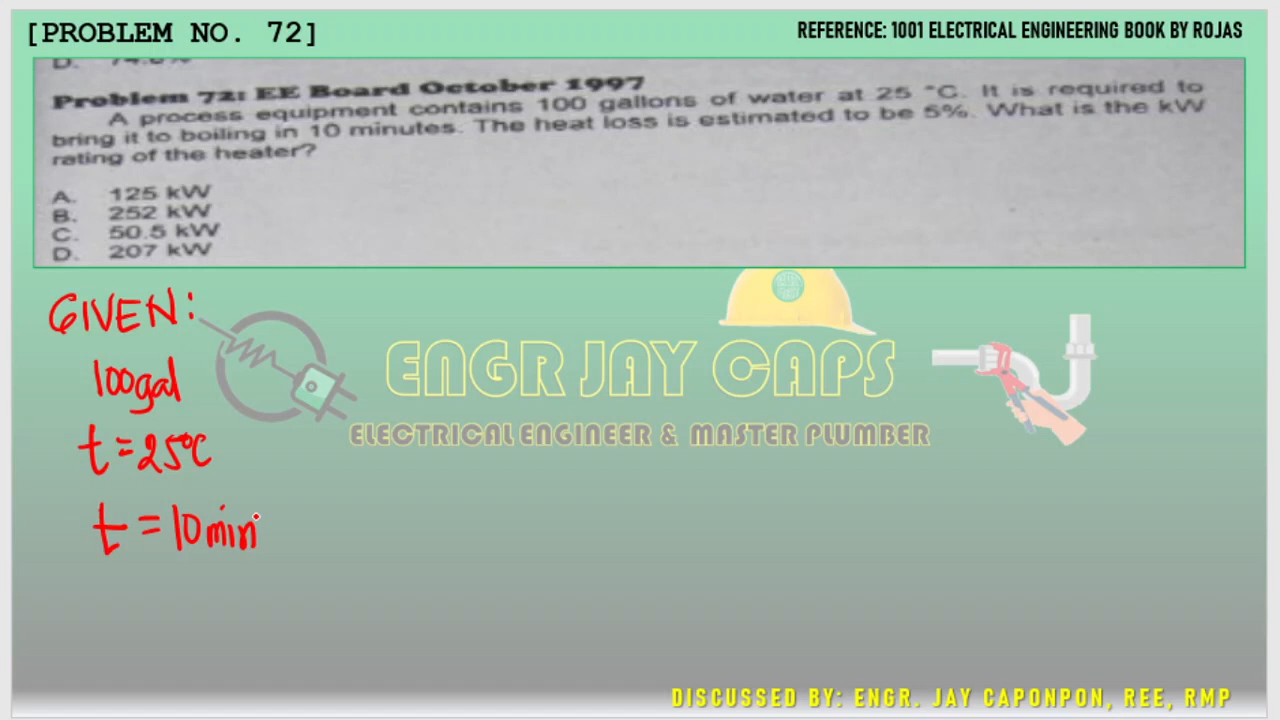 [PROBLEM NO. 72]
REFERENCE: 1001 ELECTRICAL ENGINEERING BOOK BY ROJAS
Problem 72: EE Board October 1997
A process equipment contains 100 gallons of water at 25 °C. It is required to
bring it to boiling in 10 minutes. The heat loss is estimated to be 5%. What is the kW
rating of the heater?
A. 125 kW
B. 252 kW
C. 50.5 kW
D. 207 kW
GIVEN:
100gal
t = 25°C
t = 10min
ENGR JAY CAPS
ELECTRICAL ENGINEER & MASTER PLUMBER
DISCUSSED BY: ENGR. JAY CAPONPON, REE, RMP